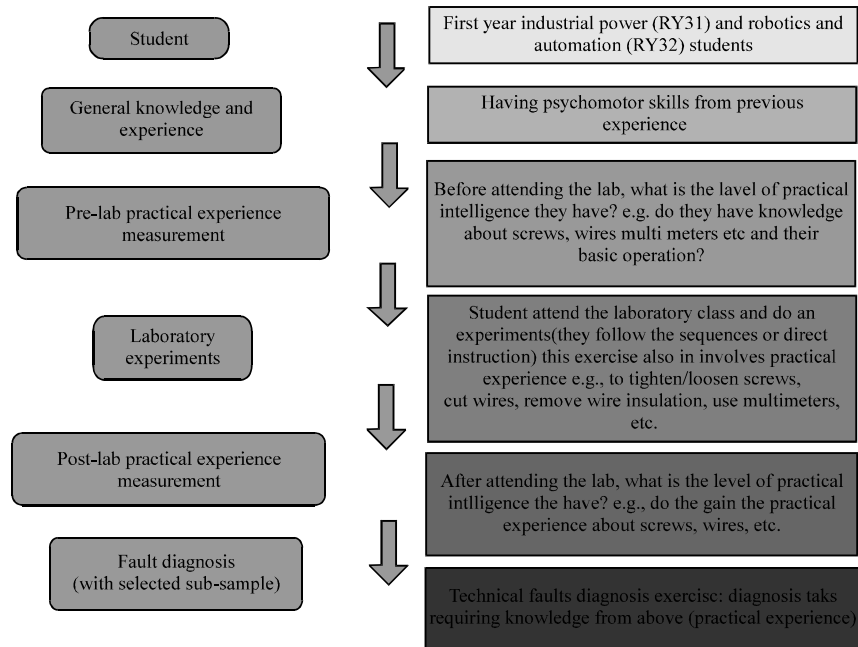 Student
First year industrial power (RY31) and robotics and
automation (RY32) students
General knowledge and
experience
Having psychomotor skills from previous
experience
Pre-lab practical experience
measurement
Before attending the lab, what is the lavel of practical
intelligence they have? e.g. do they have knowledge
about screws, wires multi meters etc and their
basic operation?
Laboratory
experiments
Student attend the laboratory class and do an
experiments(they follow the sequences or direct
instruction) this exercise also in involves practical
experience e.g., to tighten/loosen screws,
cut wires, remove wire insulation, use multimeters,
etc.
Post-lab practical experience
measurement
After attending the lab, what is the level of practical
intlligence the have? e.g., do the gain the practical
experience about screws, wires, etc.
Fault diagnosis
(with selected sub-sample)
Technical faults diagnosis exercisc: diagnosis taks
requiring knowledge from above (practical experience)